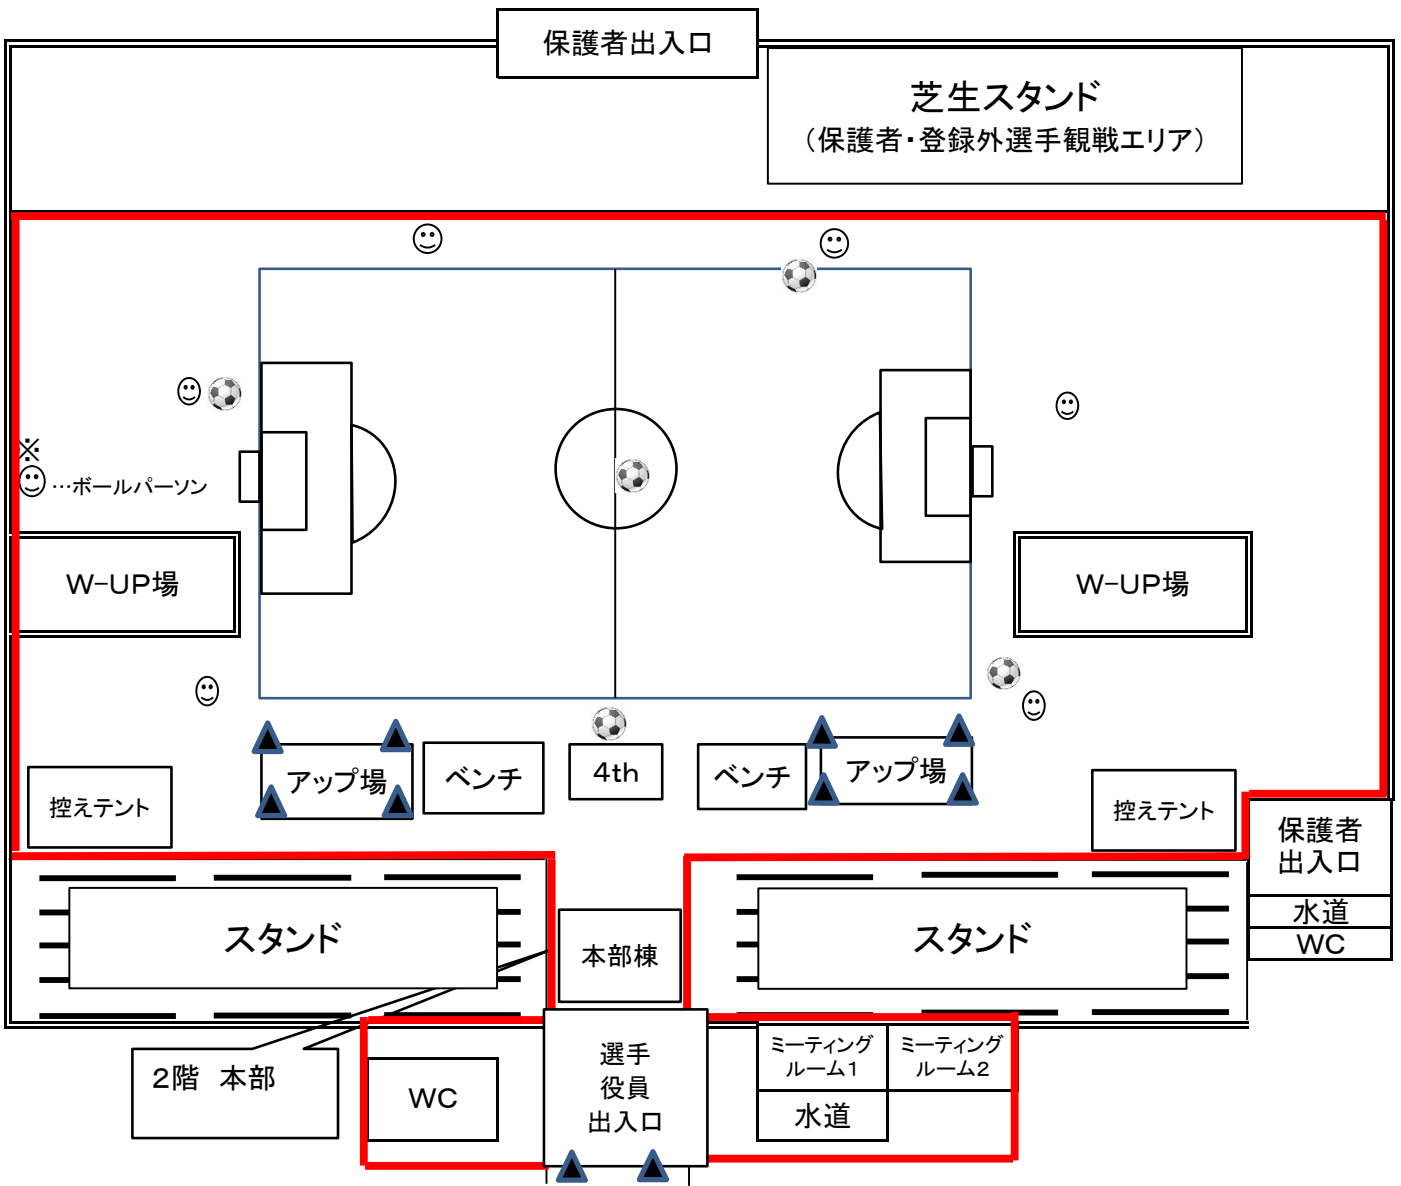 保護者出入口
芝生スタンド
(保護者・登録外選手観戦エリア)
※
…ボールパーソン
W-UP場
W-UP場
アップ場
ベンチ
4th
ベンチ
アップ場
控えテント
控えテント
保護者
出入口
水道
WC
スタンド
本部棟
スタンド
2階 本部
WC
選手
役員
出入口
ミーティング
ルーム1
ミーティング
ルーム2
水道